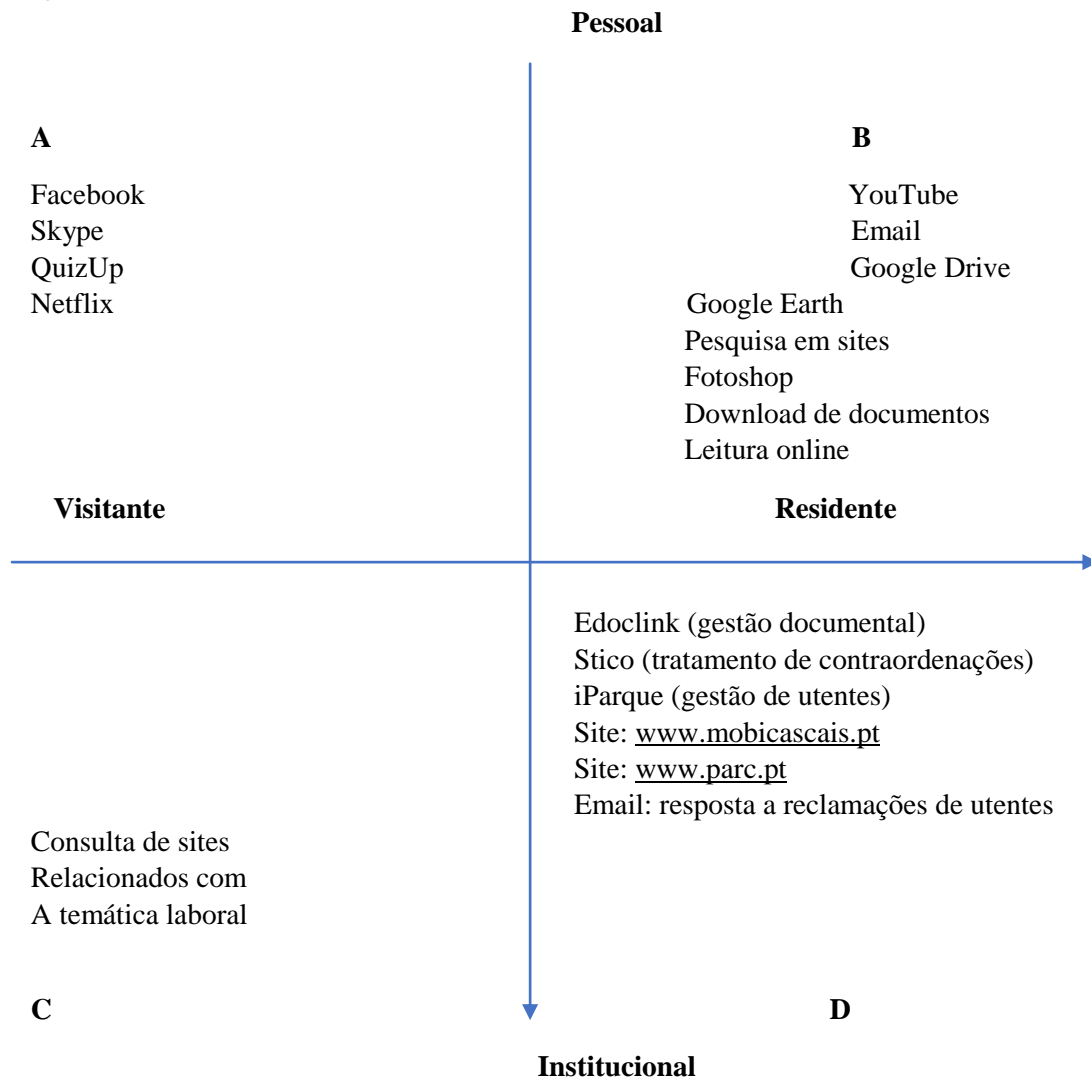 Pessoal
A
B
Facebook
YouTube
Skype
Email
QuizUp
Google Drive
Netflix
Google Earth
Pesquisa em sites
Fotoshop
Download de documentos
Leitura online
Visitante
Residente
Edoclink (gestão documental)
Stico (tratamento de contraordenações)
iParque (gestão de utentes)
Site: www.mobicascais.pt
Site: www.parc.pt
Email: resposta a reclamações de utentes
Consulta de sites
Relacionados com
A temática laboral
C
D
Institucional